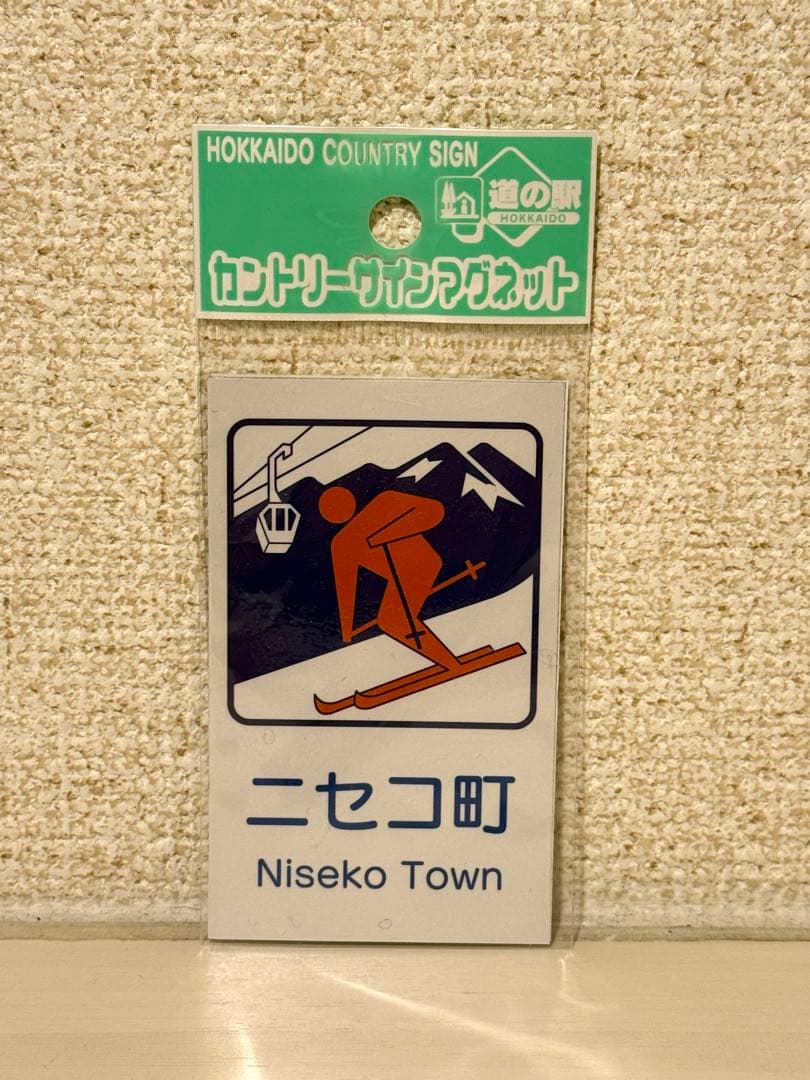 HOKKAIDO COUNTRY SIGN
道の駅
HOKKAIDO
カントリーサインマグネット
ニセコ町
Niseko Town